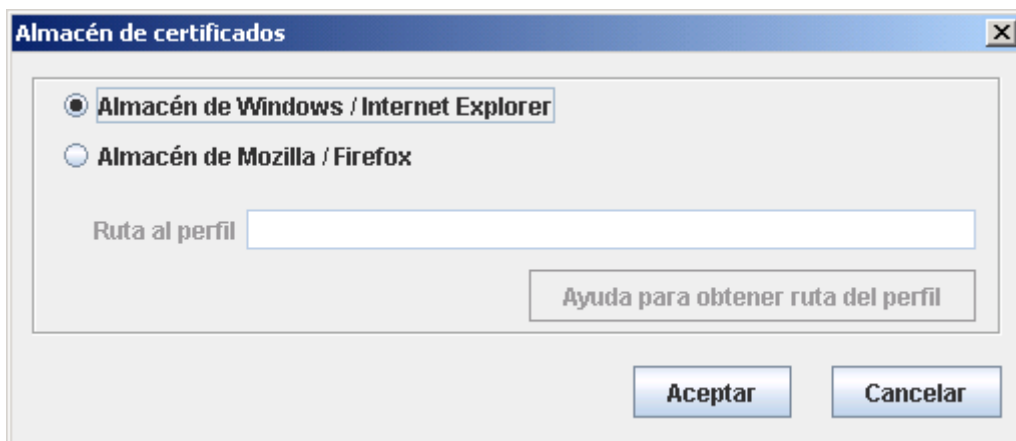 Almacén de certificados
Almacén de Windows / Internet Explorer
Almacén de Mozilla / Firefox
Ruta al perfil
Ayuda para obtener ruta del perfil
Aceptar Cancelar